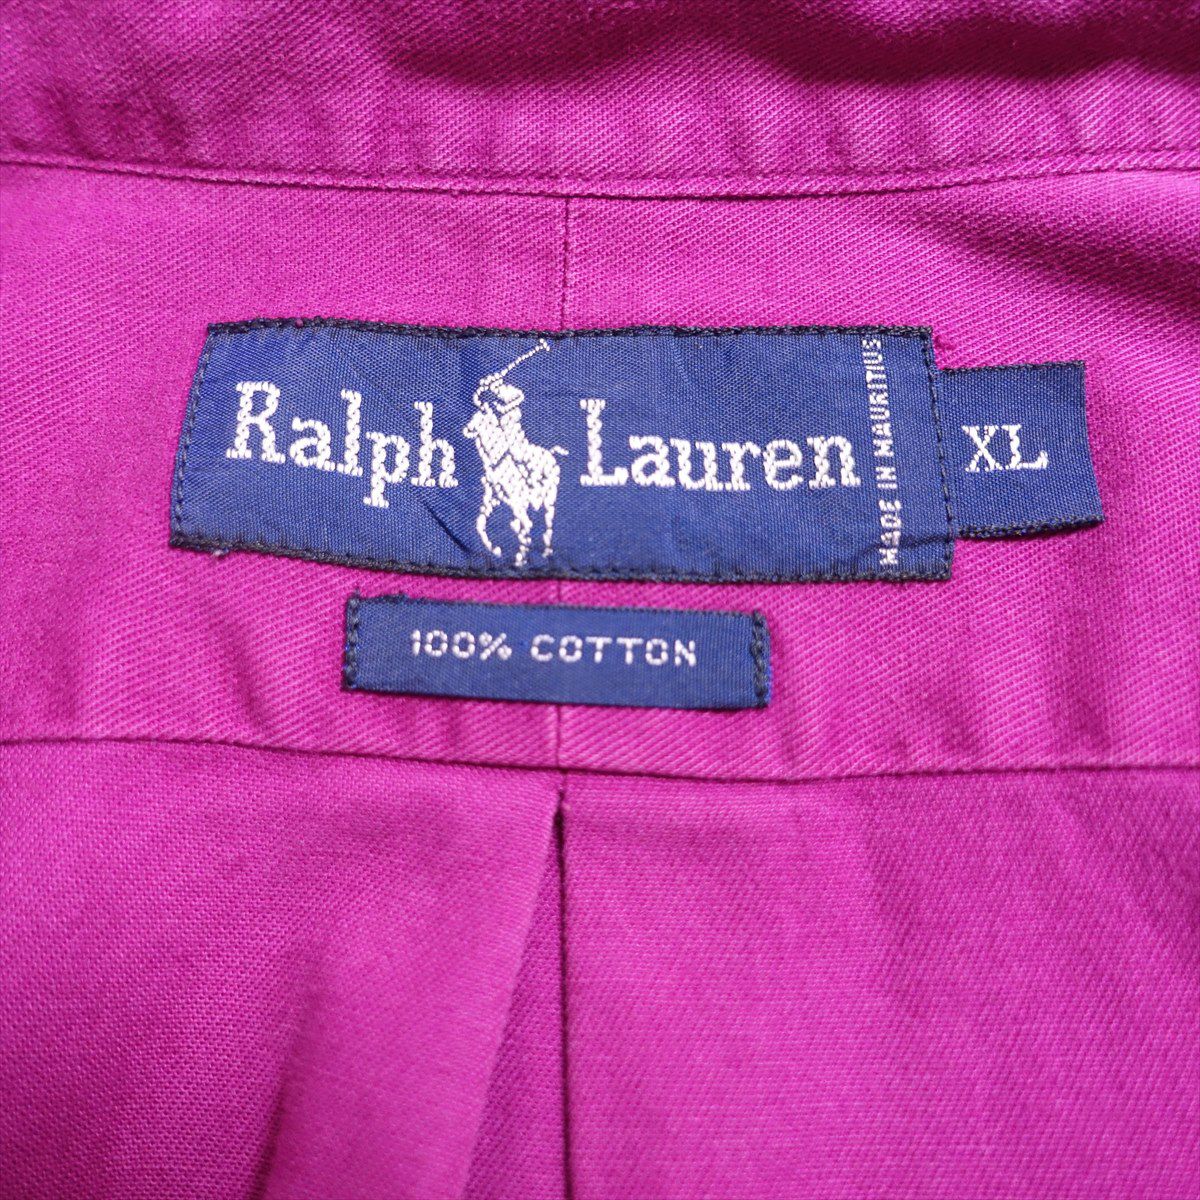 Ralph Lauren
MADE IN MAURITIUS
XL
100% COTTON